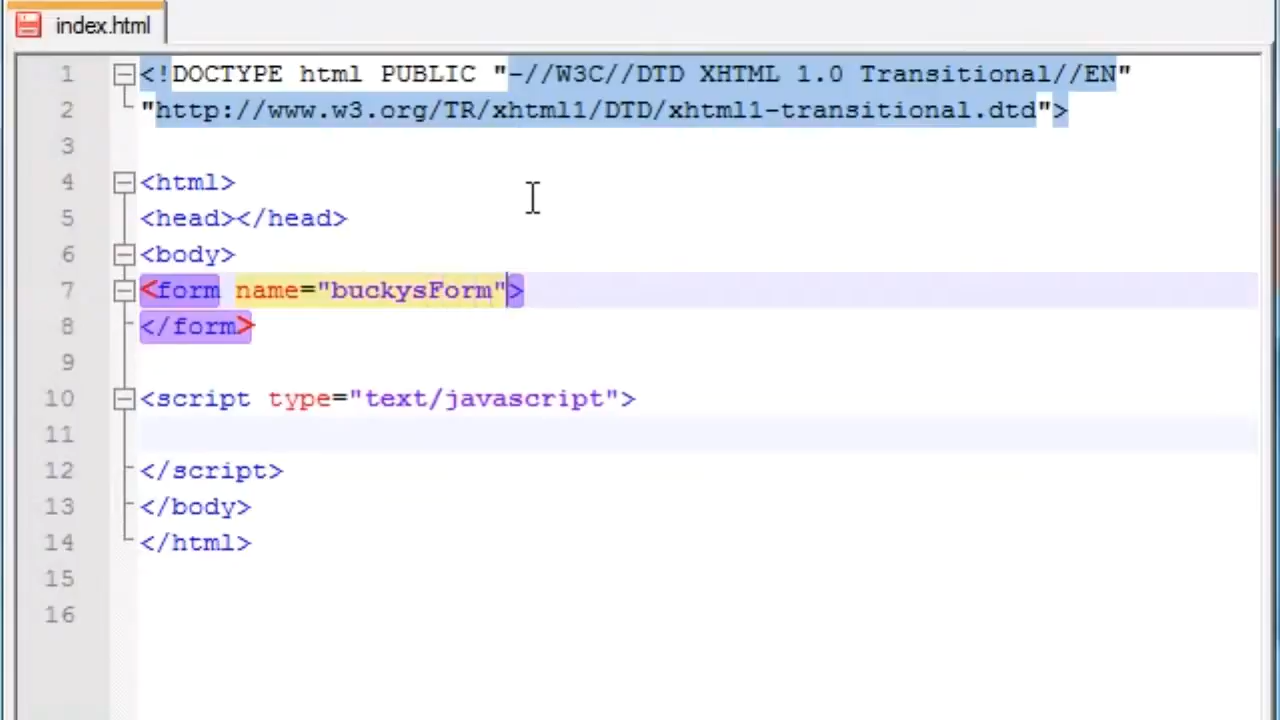 index.html
1 <!DOCTYPE html PUBLIC "-//W3C//DTD XHTML 1.0 Transitional//EN"
2 "http://www.w3.org/TR/xhtml1/DTD/xhtml1-transitional.dtd">
3
4 <html>
5 <head></head>
6 <body>
7 <form name="buckysForm">
8 </form>
9
10 <script type="text/javascript">
11
12 </script>
13 </body>
14 </html>
15
16